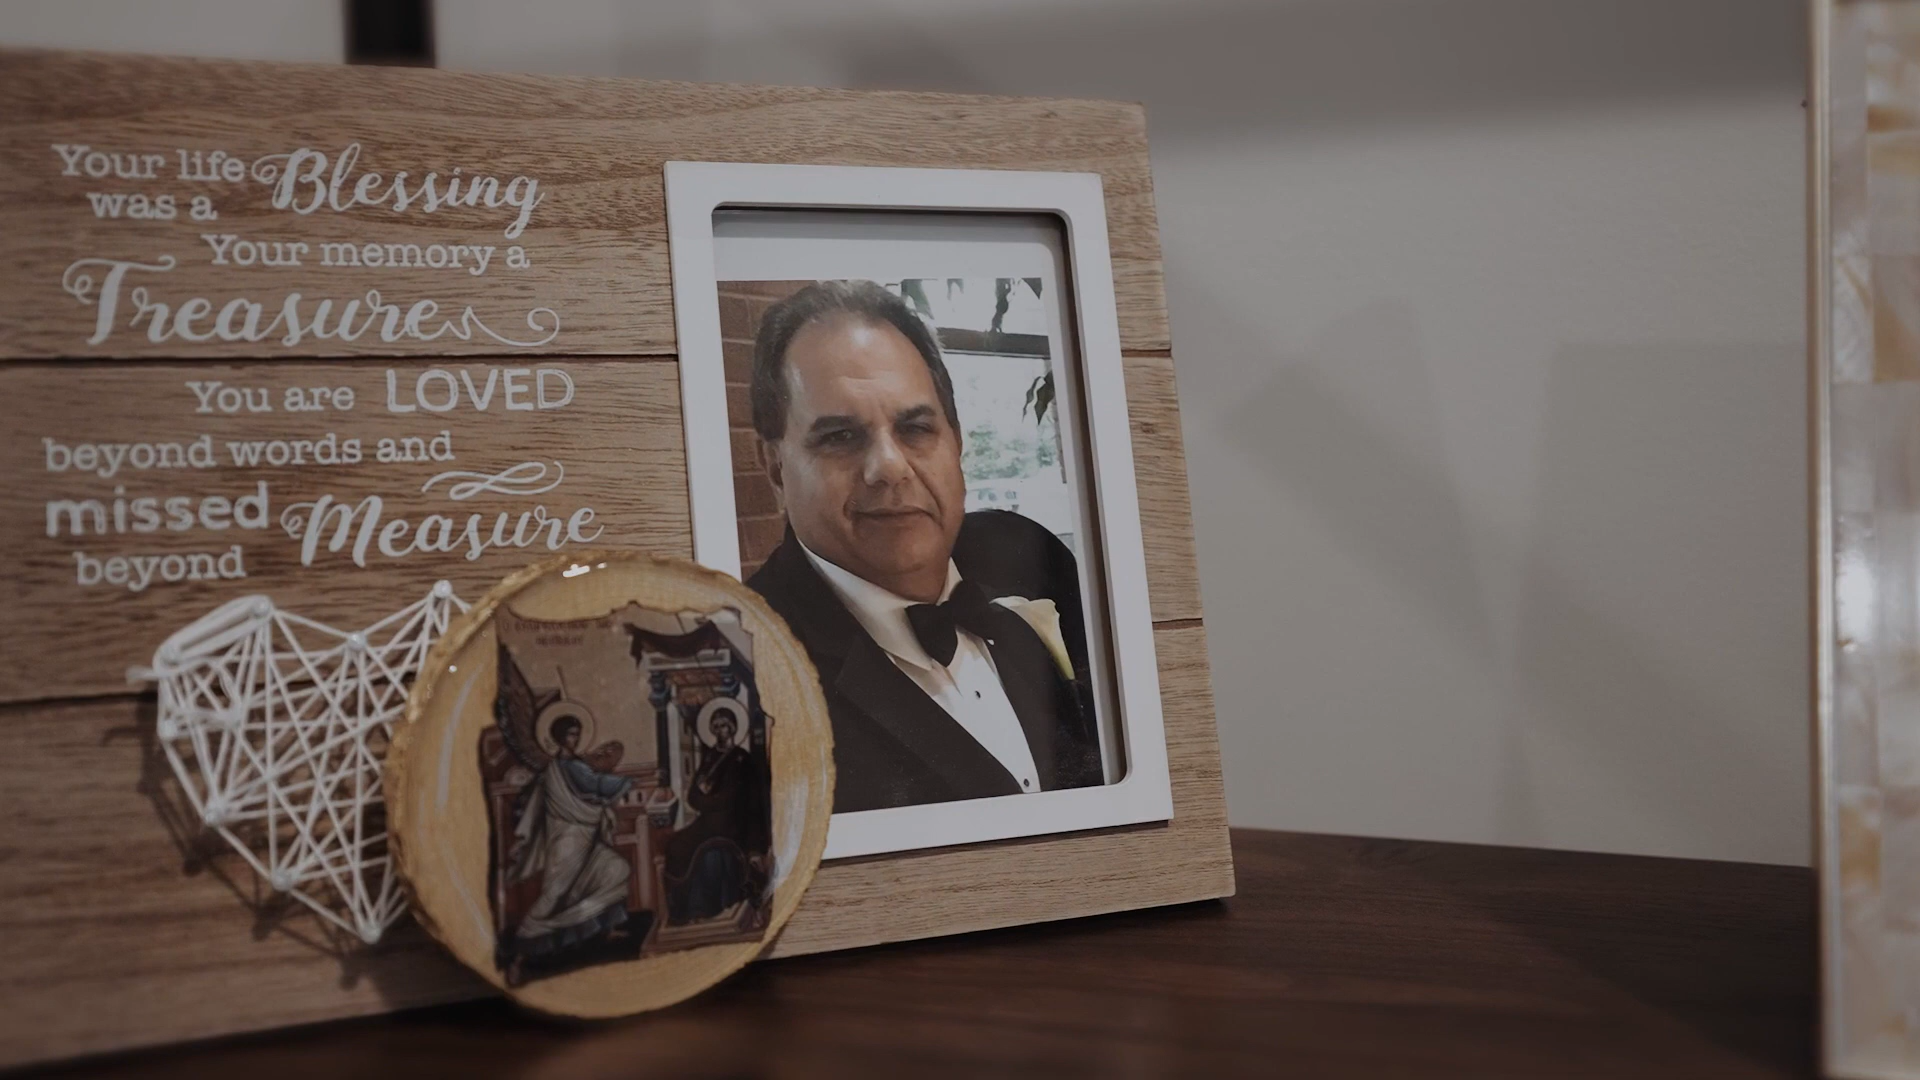 Your life Blessing
was a
Your memory a
Treasure
You are LOVED
beyond words and
missed Measure
beyond